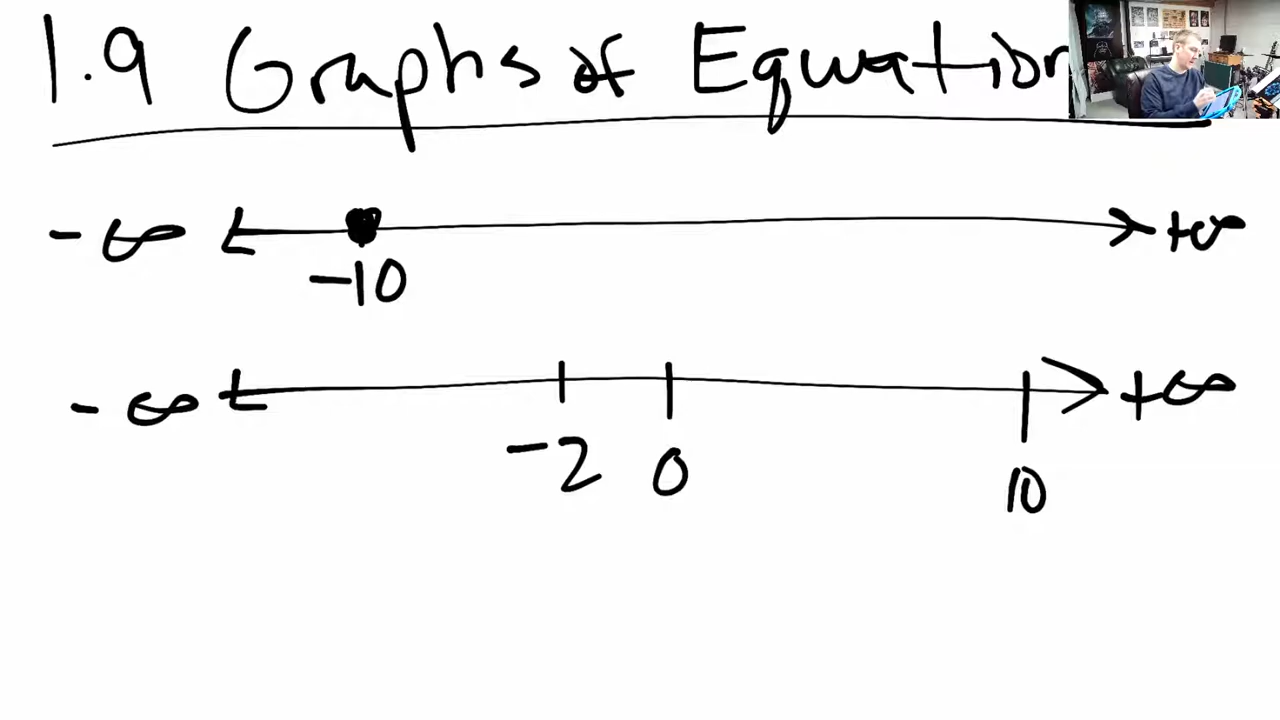 1.9 Graphs of Equation
-∞ +∞
-10
-∞ +∞
-2 0 10